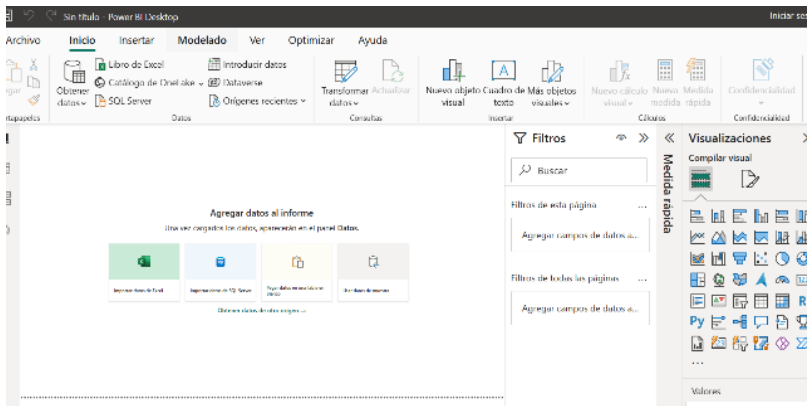 Sin título - Power BI Desktop
Iniciar ses
Archivo Inicio Insertar Modelado Ver Optimizar Ayuda
Libro de Excel
Introducir datos
Catálogo de OneLake
Dataverse
SQL Server
Orígenes recientes
Obtener datos
Transformar datos
Actualizar
Nuevo objeto visual
Cuadro de texto
Más objetos visuales
Nuevo cálculo visual
Nueva medida
Medida rápida
Confidencialidad
rtapapeles
Datos
Consultas
Insertar
Cálculos
Confidencialidad
Agregar datos al informe
Una vez cargados los datos, aparecerán en el panel Datos.
Importar datos de Excel
Importar datos de SQL Server
Obtener datos de otro origen →
Filtros
Buscar
Filtros de esta página ...
Agregar campos de datos a...
Filtros de todas las páginas ...
Agregar campos de datos a...
Medida rápida
Visualizaciones
Compilar visual
R
Py
...
Valores